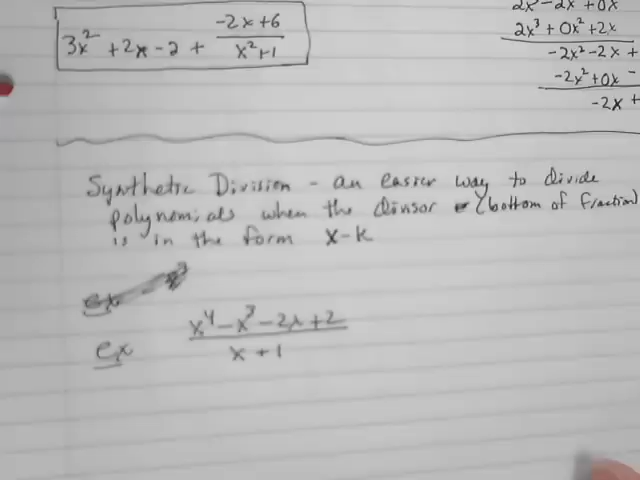 3x² + 2x - 2 + (-2x + 6)/(x² + 1)
2x³ + 0x² + 2x
-2x² - 2x +
-2x² + 0x -
-2x +
Synthetic Division - an easier way to divide
polynomials when the divisor (bottom of fraction)
is in the form x - k
ex (x⁴ - x³ - 2x + 2)/(x + 1)